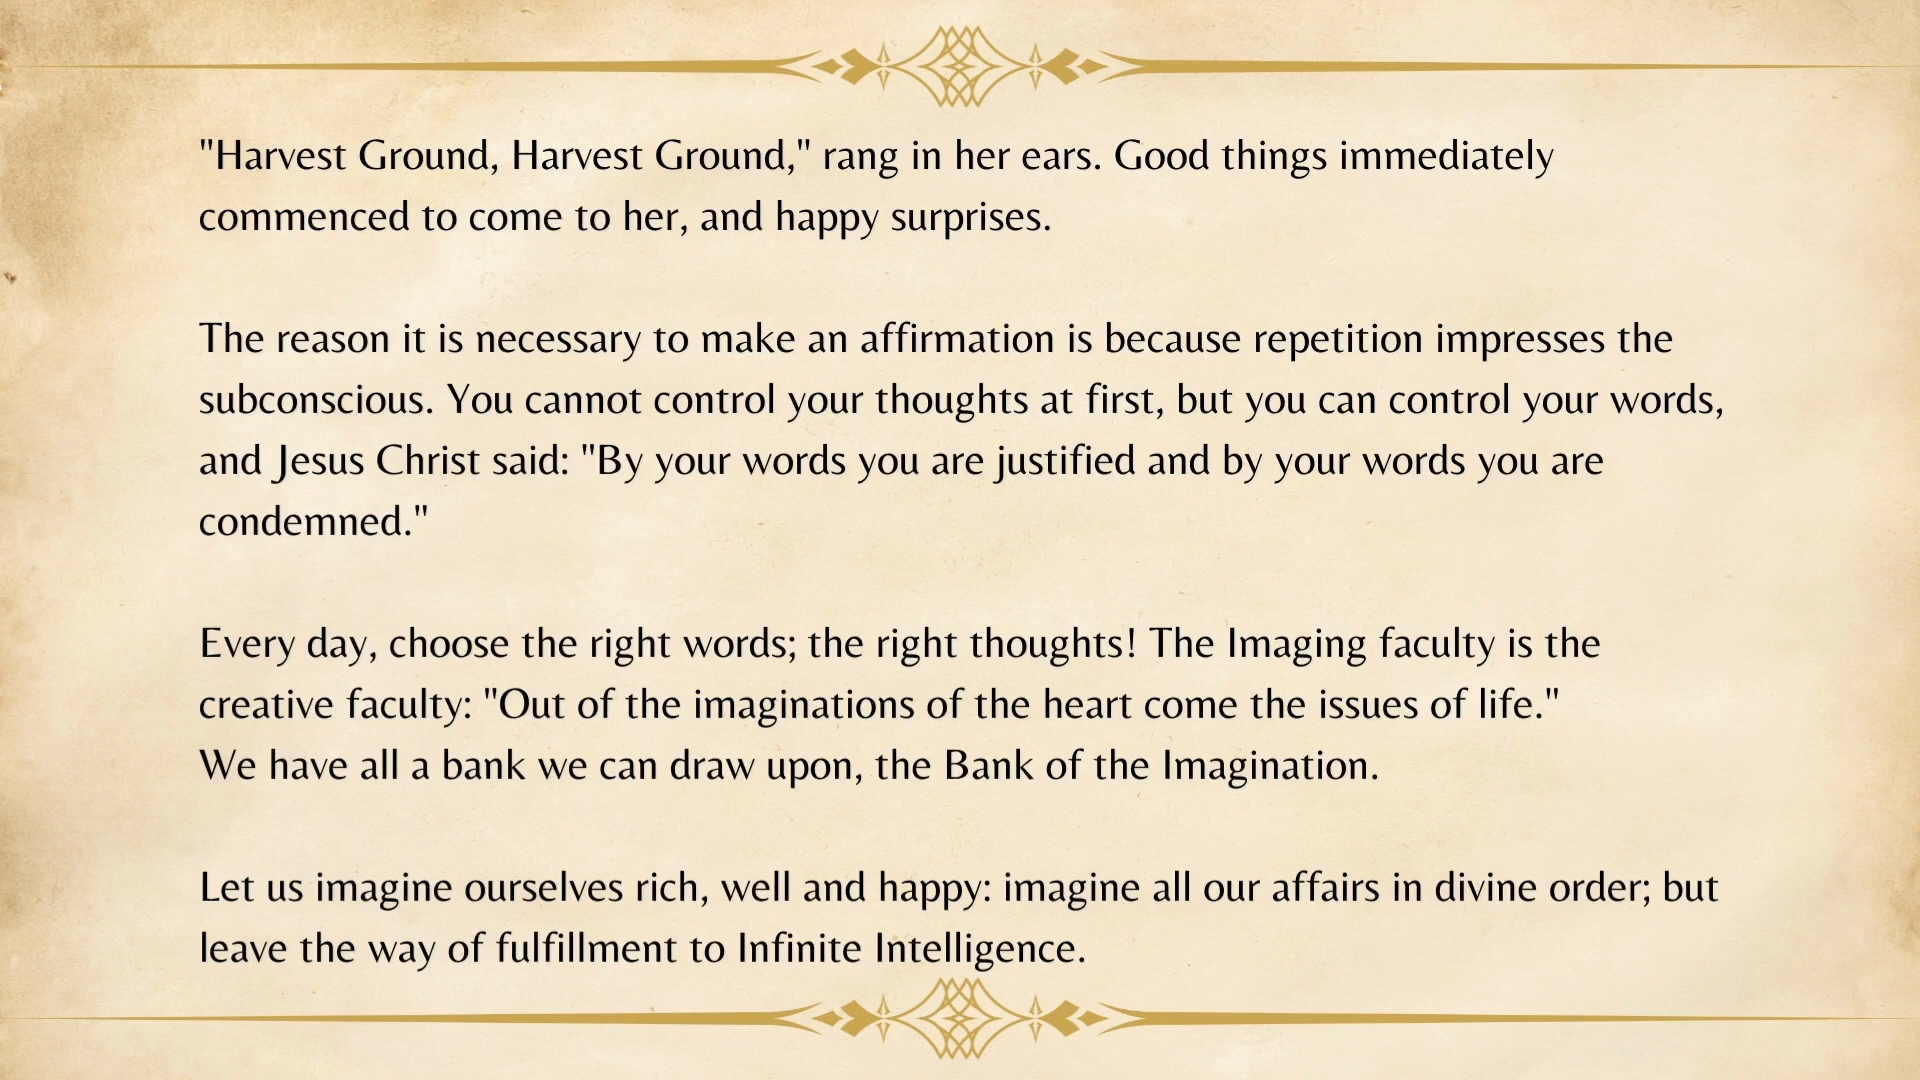 "Harvest Ground, Harvest Ground," rang in her ears. Good things immediately
commenced to come to her, and happy surprises.
The reason it is necessary to make an affirmation is because repetition impresses the
subconscious. You cannot control your thoughts at first, but you can control your words,
and Jesus Christ said: "By your words you are justified and by your words you are
condemned."
Every day, choose the right words; the right thoughts! The Imaging faculty is the
creative faculty: "Out of the imaginations of the heart come the issues of life."
We have all a bank we can draw upon, the Bank of the Imagination.
Let us imagine ourselves rich, well and happy: imagine all our affairs in divine order; but
leave the way of fulfillment to Infinite Intelligence.